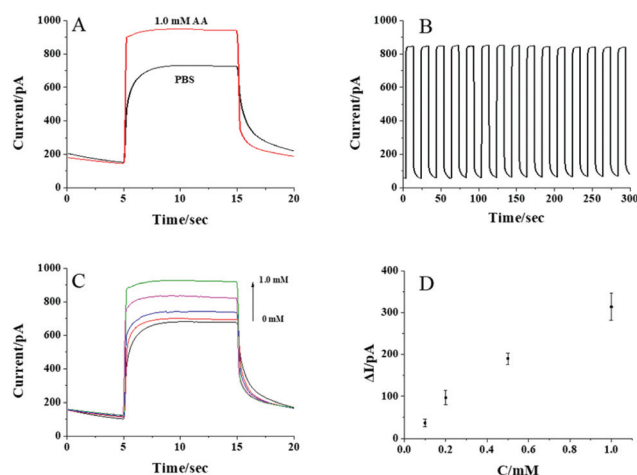 A
1.0 mM AA
PBS
Current/pA
1000
800
600
400
200
0
0
5
10
15
20
Time/sec
B
Current/pA
1000
800
600
400
200
0
0
50
100
150
200
250
300
Time/sec
C
1.0 mM
0 mM
Current/pA
1000
800
600
400
200
0
0
5
10
15
20
Time/sec
D
ΔI/pA
400
300
200
100
0
0.0
0.2
0.4
0.6
0.8
1.0
C/mM